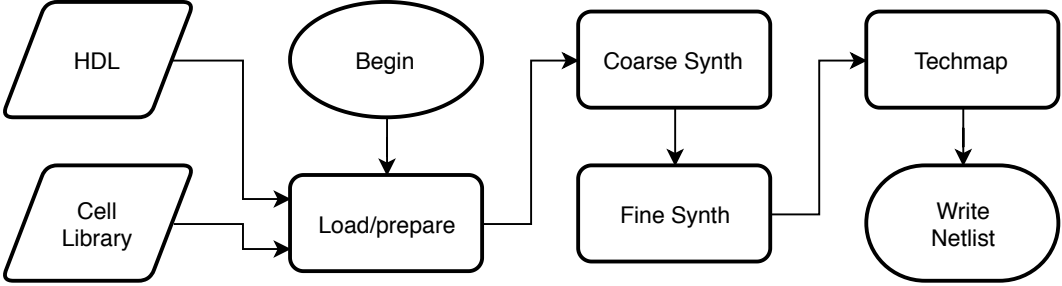 HDL
Begin
Coarse Synth
Techmap
Cell
Library
Load/prepare
Fine Synth
Write
Netlist